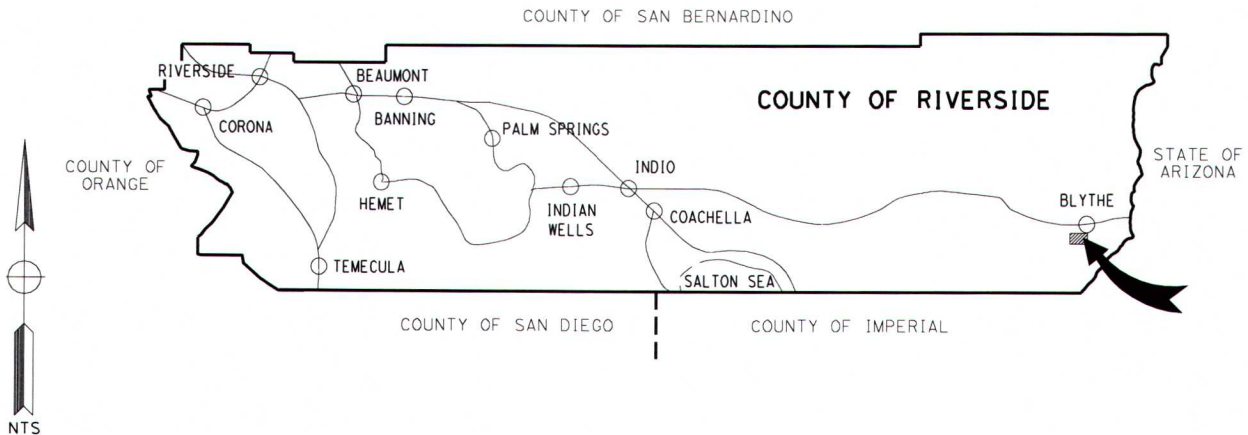 COUNTY OF SAN BERNARDINO
RIVERSIDE
BEAUMONT
COUNTY OF RIVERSIDE
CORONA
BANNING
PALM SPRINGS
COUNTY OF
ORANGE
STATE OF
ARIZONA
INDIO
HEMET
INDIAN
WELLS
COACHELLA
BLYTHE
TEMECULA
SALTON SEA
COUNTY OF SAN DIEGO
COUNTY OF IMPERIAL
NTS